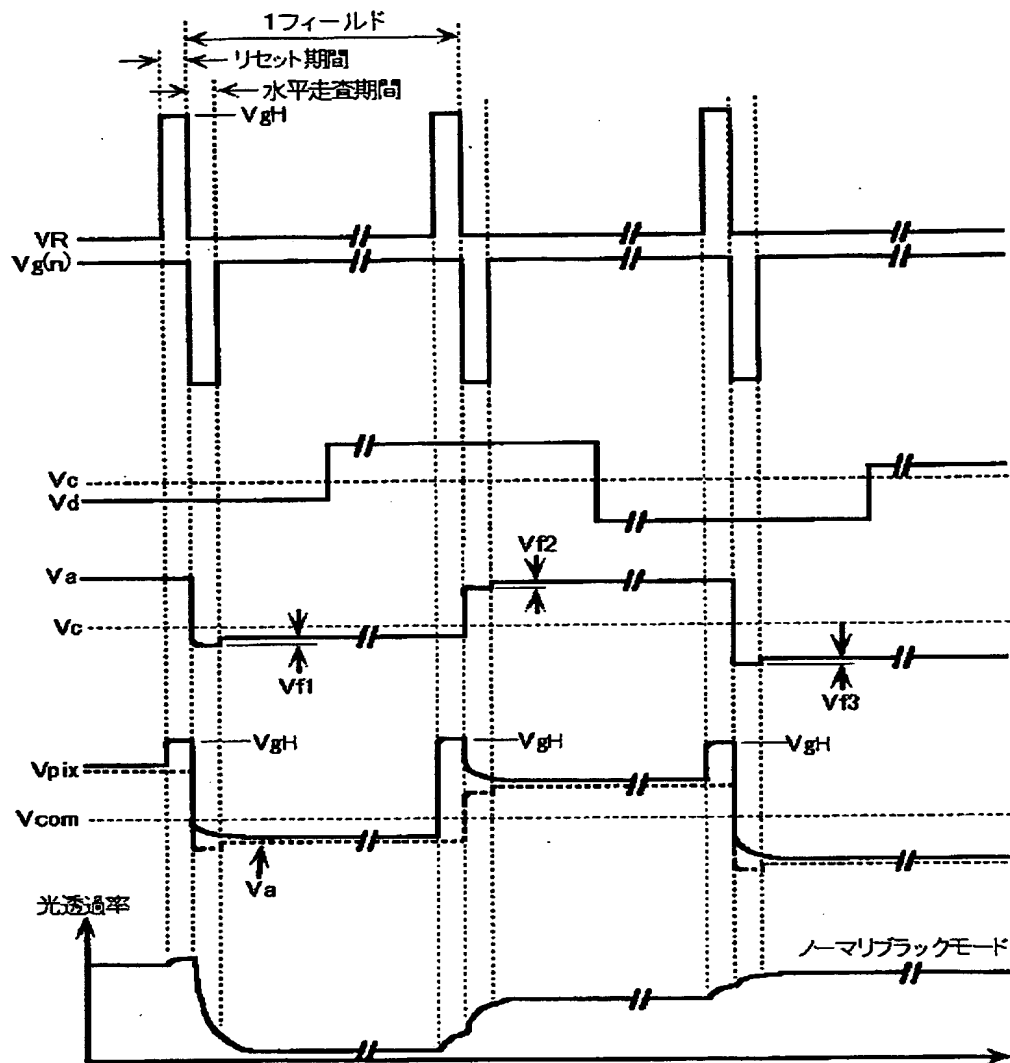 1フィールド
リセット期間
水平走査期間
VgH
VR
Vg(n)
Vc
Vd
Vf2
Va
Vc
Vf1
Vf3
VgH
VgH
VgH
Vpix
Vcom
Va
光透過率
ノーマリブラックモード